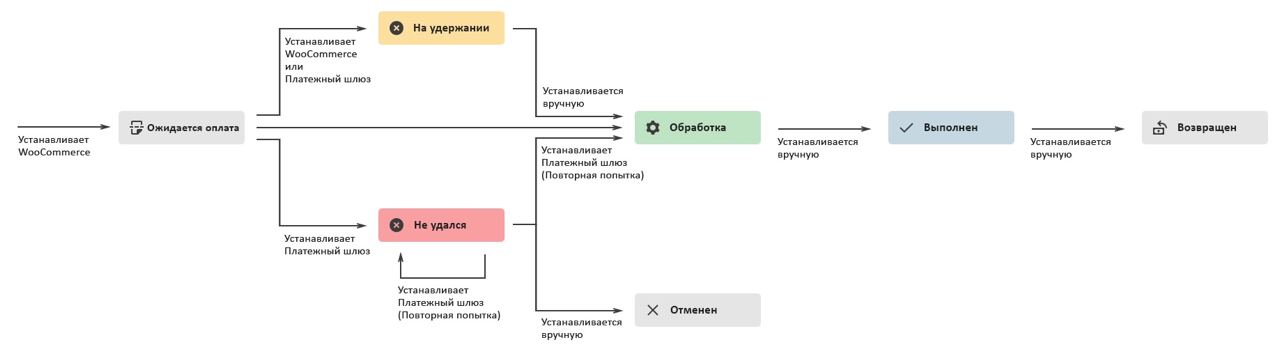 На удержании
Устанавливает
WooCommerce
или
Платежный шлюз
Устанавливается
вручную
Ожидается оплата
Устанавливает
WooCommerce
Обработка
Устанавливает
Платежный шлюз
(Повторная попытка)
Выполнен
Устанавливается
вручную
Возвращен
Устанавливается
вручную
Не удался
Устанавливает
Платежный шлюз
Устанавливает
Платежный шлюз
(Повторная попытка)
Отменен
Устанавливается
вручную